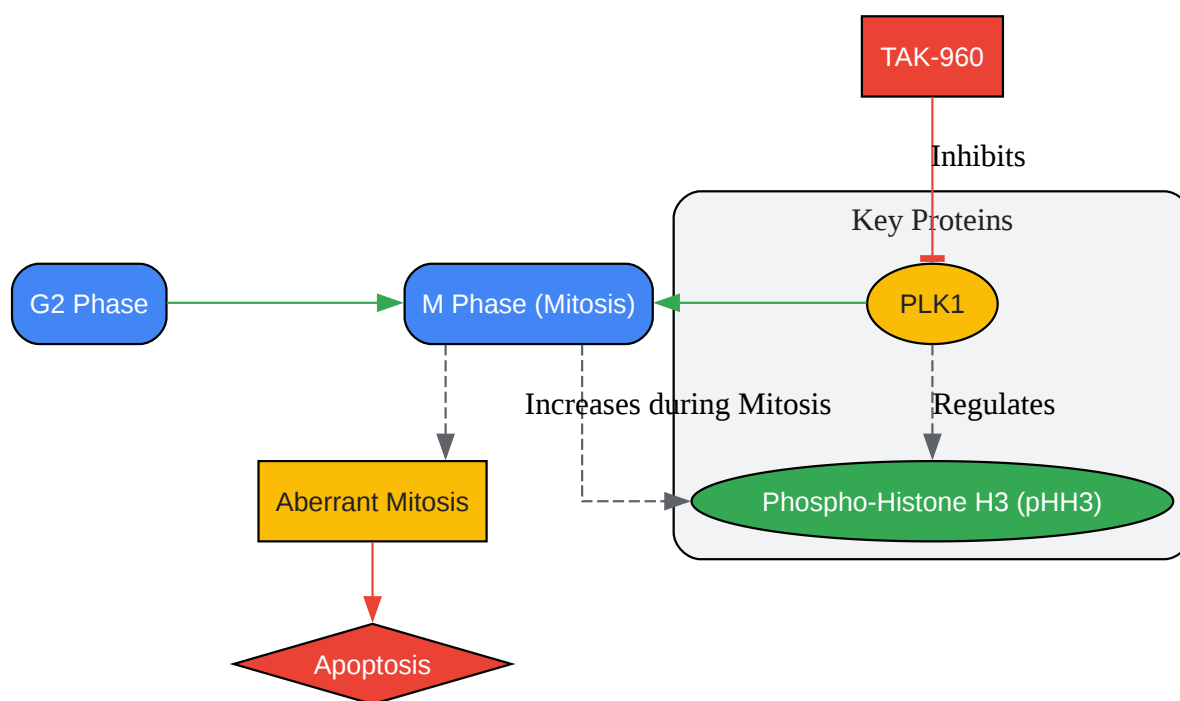 TAK-960
Inhibits
Key Proteins
G2 Phase
M Phase (Mitosis)
PLK1
Increases during Mitosis
Regulates
Aberrant Mitosis
Phospho-Histone H3 (pHH3)
Apoptosis